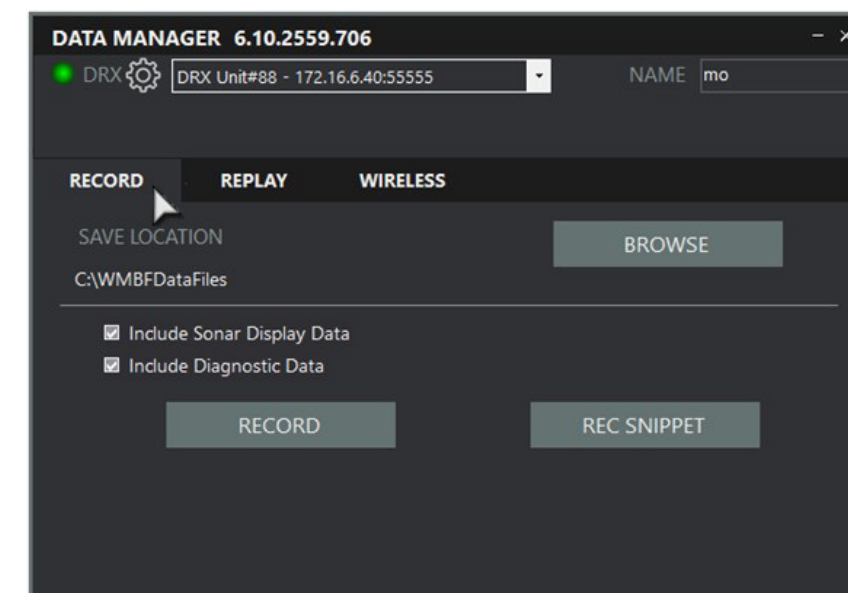 DATA MANAGER 6.10.2559.706
DRX DRX Unit#88 - 172.16.6.40:55555 NAME mo
RECORD REPLAY WIRELESS
SAVE LOCATION BROWSE
C:\WMBFDataFiles
Include Sonar Display Data
Include Diagnostic Data
RECORD REC SNIPPET